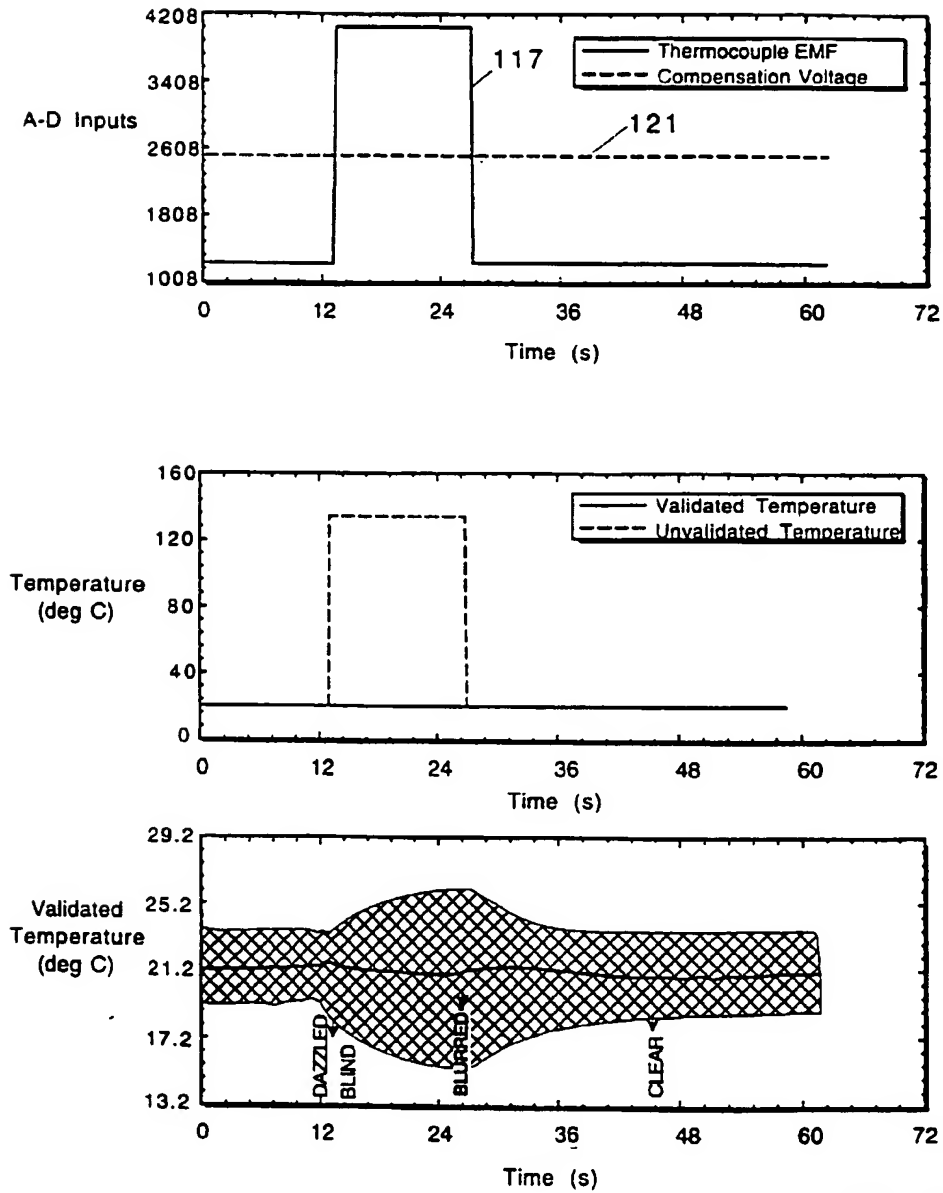 4208
3408
2608
1808
1008
A-D Inputs
117
121
Thermocouple EMF
Compensation Voltage
0 12 24 36 48 60 72
Time (s)
160
120
80
40
0
Temperature
(deg C)
Validated Temperature
Unvalidated Temperature
0 12 24 36 48 60 72
Time (s)
29.2
25.2
21.2
17.2
13.2
Validated
Temperature
(deg C)
DAZZLED
BLIND
BLURRED
CLEAR
0 12 24 36 48 60 72
Time (s)